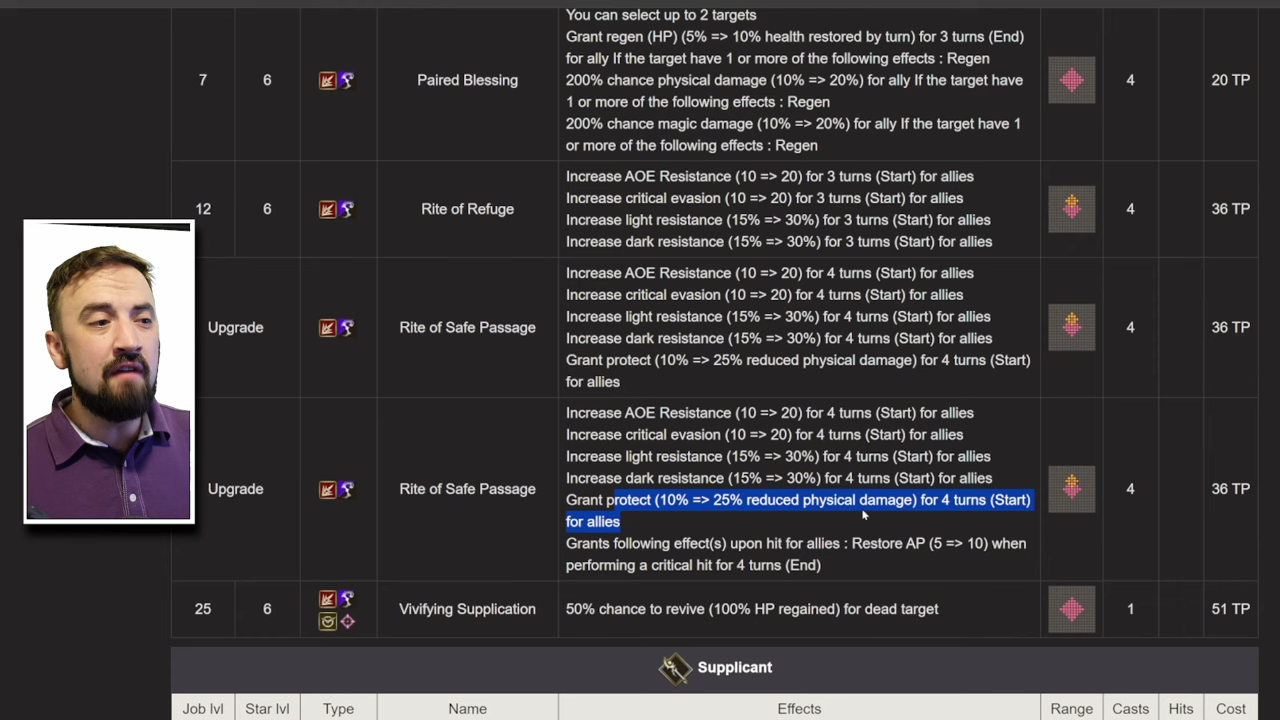 You can select up to 2 targets
Grant regen (HP) (5% => 10% health restored by turn) for 3 turns (End)
for ally If the target have 1 or more of the following effects : Regen
7 6 Paired Blessing 200% chance physical damage (10% => 20%) for ally If the target have 4 20 TP
1 or more of the following effects : Regen
200% chance magic damage (10% => 20%) for ally If the target have 1
or more of the following effects : Regen
Increase AOE Resistance (10 => 20) for 3 turns (Start) for allies
Increase critical evasion (10 => 20) for 3 turns (Start) for allies
12 6 Rite of Refuge 4 36 TP
Increase light resistance (15% => 30%) for 3 turns (Start) for allies
Increase dark resistance (15% => 30%) for 3 turns (Start) for allies
Increase AOE Resistance (10 => 20) for 4 turns (Start) for allies
Increase critical evasion (10 => 20) for 4 turns (Start) for allies
Increase light resistance (15% => 30%) for 4 turns (Start) for allies
Upgrade Rite of Safe Passage 4 36 TP
Increase dark resistance (15% => 30%) for 4 turns (Start) for allies
Grant protect (10% => 25% reduced physical damage) for 4 turns (Start)
for allies
Increase AOE Resistance (10 => 20) for 4 turns (Start) for allies
Increase critical evasion (10 => 20) for 4 turns (Start) for allies
Increase light resistance (15% => 30%) for 4 turns (Start) for allies
Increase dark resistance (15% => 30%) for 4 turns (Start) for allies
Upgrade Rite of Safe Passage 4 36 TP
Grant protect (10% => 25% reduced physical damage) for 4 turns (Start)
for allies
Grants following effect(s) upon hit for allies : Restore AP (5 => 10) when
performing a critical hit for 4 turns (End)
25 6 Vivifying Supplication 50% chance to revive (100% HP regained) for dead target 1 51 TP
Supplicant
Job lvl Star lvl Type Name Effects Range Casts Hits Cost